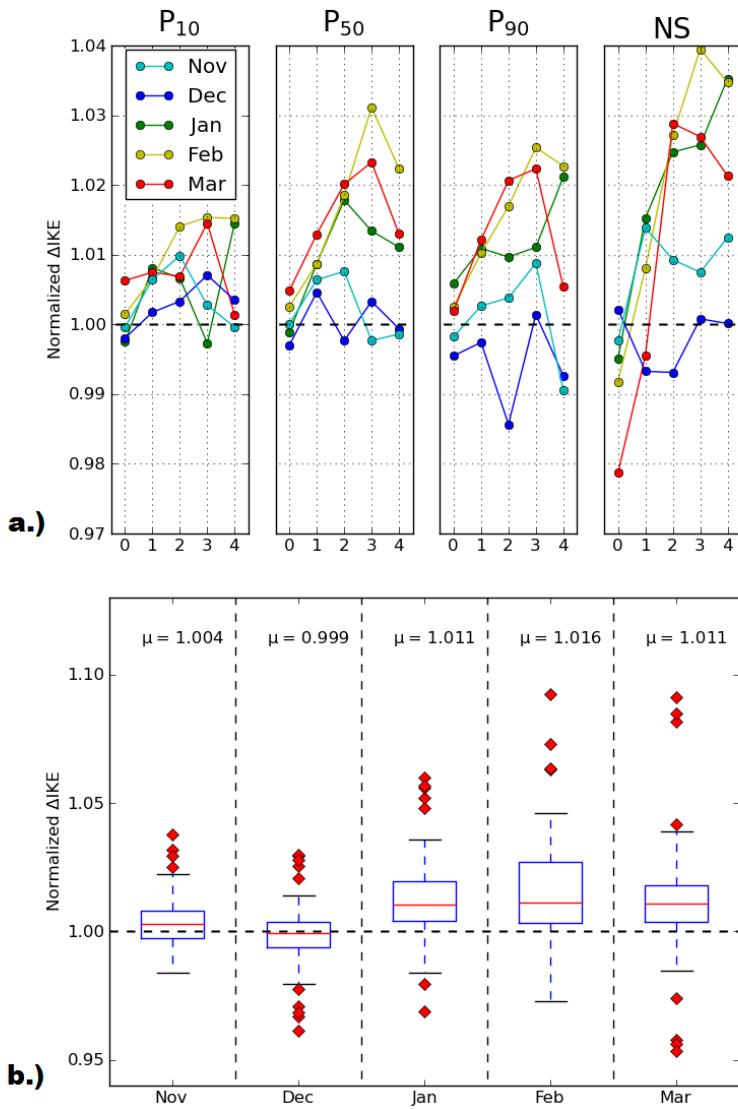 P10 P50 P90 NS
1.04
1.03
1.02
1.01
1.00
0.99
0.98
0.97
Normalized ΔIKE
Nov
Dec
Jan
Feb
Mar
0 1 2 3 4 0 1 2 3 4 0 1 2 3 4 0 1 2 3 4
a.)
μ = 1.004 μ = 0.999 μ = 1.011 μ = 1.016 μ = 1.011
1.10
1.05
1.00
0.95
Normalized ΔIKE
Nov Dec Jan Feb Mar
b.)